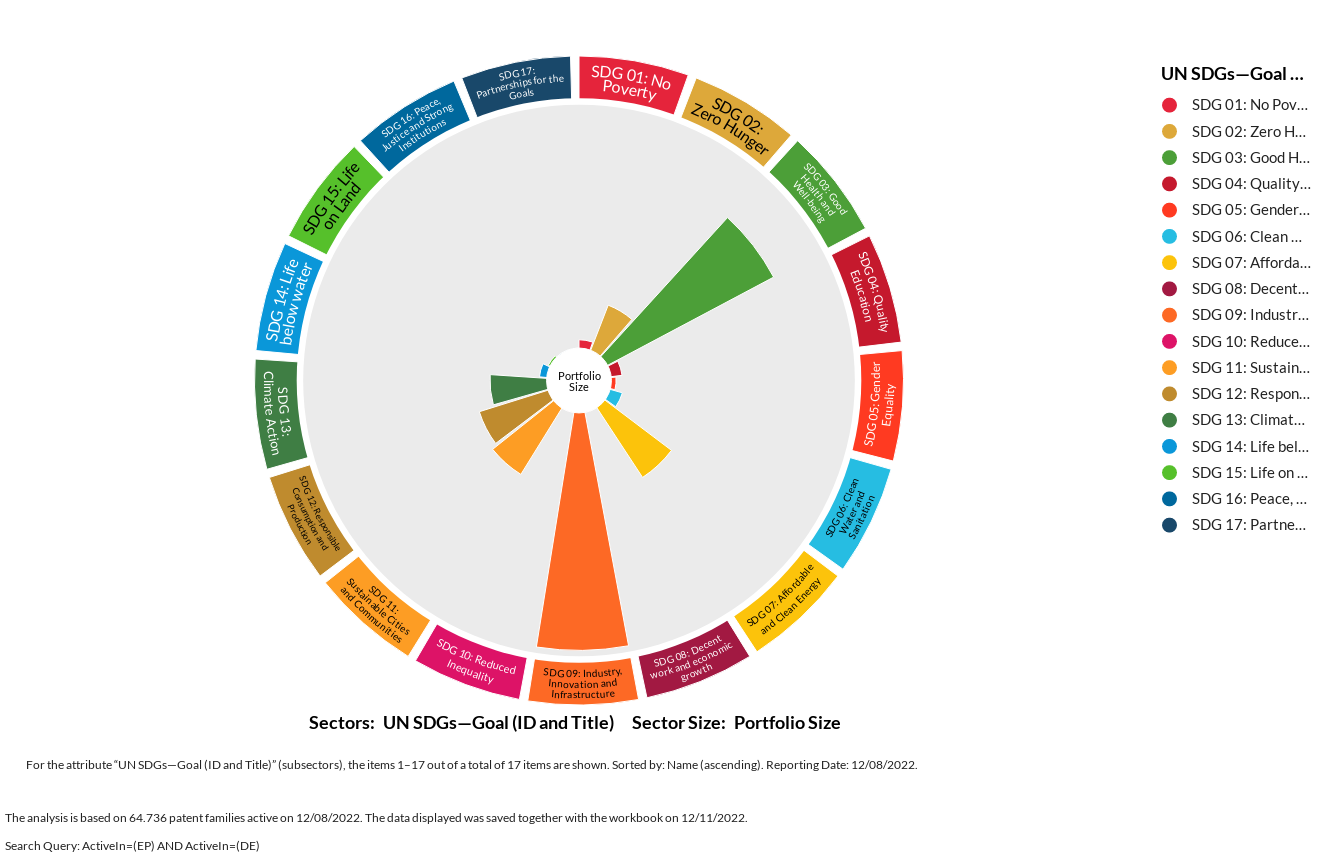 SDG 01: No
Poverty
SDG 02:
Zero Hunger
SDG 03: Good
Health and
Well-being
SDG 04: Quality
Education
SDG 05: Gender
Equality
SDG 06: Clean
Water and
Sanitation
SDG 07: Affordable
and Clean Energy
SDG 08: Decent
work and economic
growth
SDG 09: Industry,
Innovation and
Infrastructure
SDG 10: Reduced
Inequality
SDG 11:
Sustainable Cities
and Communities
SDG 12: Responsible
Consumption and
Production
SDG 13:
Climate Action
SDG 14: Life
below water
SDG 15: Life
on Land
SDG 16: Peace,
Justice and Strong
Institutions
SDG 17:
Partnerships for the
Goals
Portfolio
Size
UN SDGs—Goal ...
SDG 01: No Pov...
SDG 02: Zero H...
SDG 03: Good H...
SDG 04: Quality...
SDG 05: Gender...
SDG 06: Clean ...
SDG 07: Afforda...
SDG 08: Decent...
SDG 09: Industr...
SDG 10: Reduce...
SDG 11: Sustain...
SDG 12: Respon...
SDG 13: Climat...
SDG 14: Life bel...
SDG 15: Life on ...
SDG 16: Peace, ...
SDG 17: Partne...
Sectors: UN SDGs—Goal (ID and Title) Sector Size: Portfolio Size
For the attribute “UN SDGs—Goal (ID and Title)” (subsectors), the items 1–17 out of a total of 17 items are shown. Sorted by: Name (ascending). Reporting Date: 12/08/2022.
The analysis is based on 64.736 patent families active on 12/08/2022. The data displayed was saved together with the workbook on 12/11/2022.
Search Query: ActiveIn=(EP) AND ActiveIn=(DE)